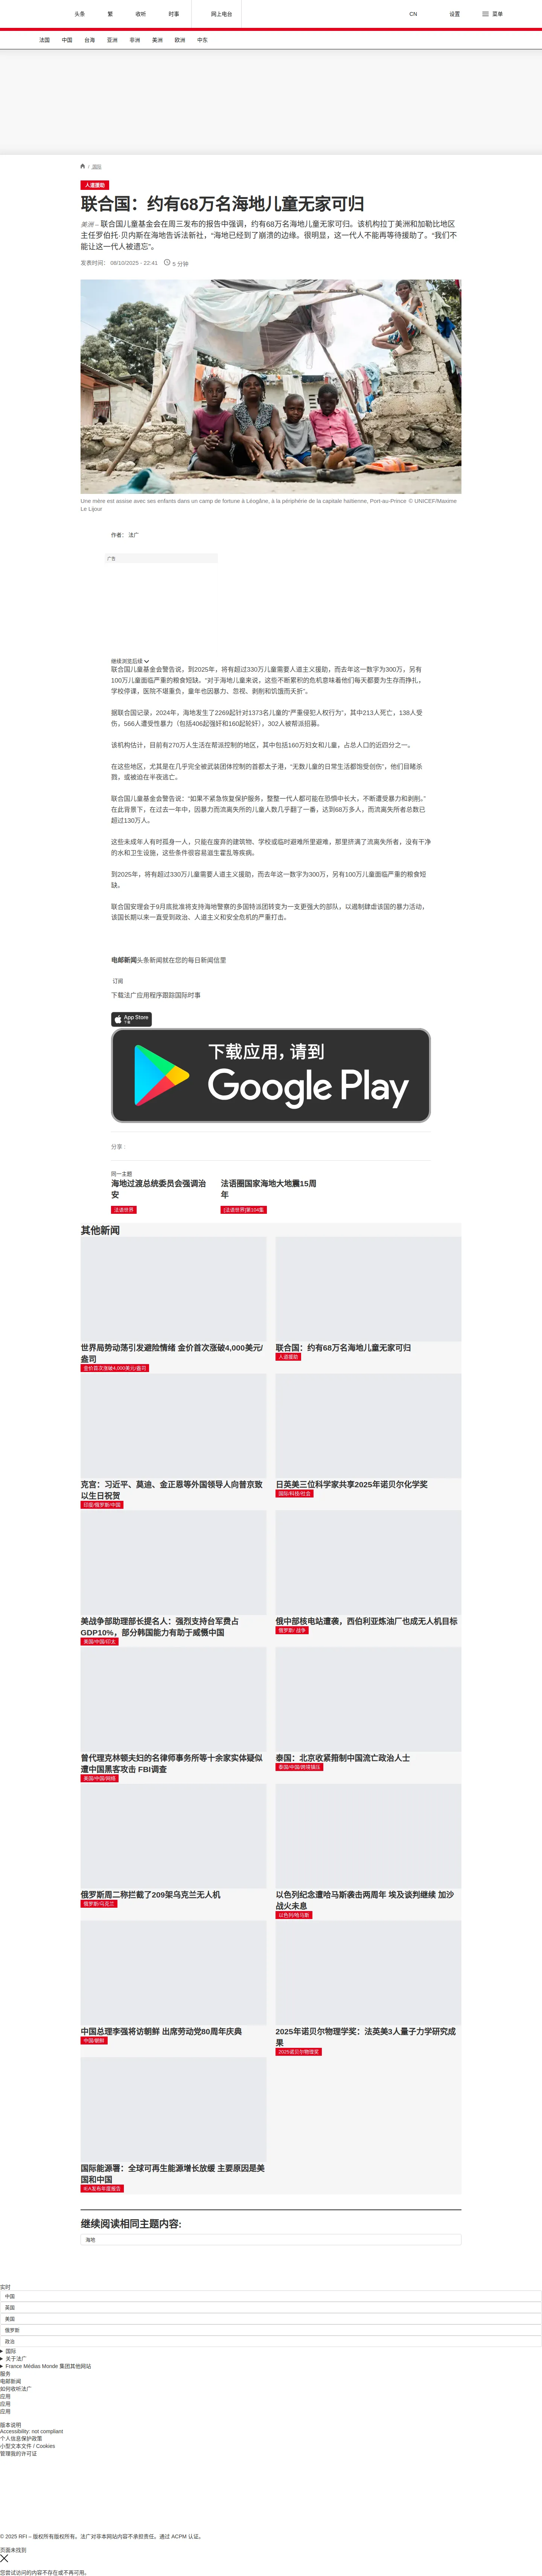 头条
繁
收听
时事
网上电台
CN
设置
菜单
法国
中国
台海
亚洲
非洲
美洲
欧洲
中东
/ 国际
人道援助
联合国：约有68万名海地儿童无家可归
美洲 – 联合国儿童基金会在周三发布的报告中强调，约有68万名海地儿童无家可归。该机构拉丁美洲和加勒比地区
主任罗伯托·贝内斯在海地告诉法新社，“海地已经到了崩溃的边缘。很明显，这一代人不能再等待援助了。“我们不
能让这一代人被遗忘”。
发表时间： 08/10/2025 - 22:41
5 分钟
Une mère est assise avec ses enfants dans un camp de fortune à Léogâne, à la périphérie de la capitale haïtienne, Port-au-Prince © UNICEF/Maxime
Le Lijour
作者： 法广
广告
继续浏览后续
联合国儿童基金会警告说，到2025年，将有超过330万儿童需要人道主义援助，而去年这一数字为300万，另有
100万儿童面临严重的粮食短缺。“对于海地儿童来说，这些不断累积的危机意味着他们每天都要为生存而挣扎，
学校停课，医院不堪重负，童年也因暴力、忽视、剥削和饥饿而夭折”。
据联合国记录，2024年，海地发生了2269起针对1373名儿童的“严重侵犯人权行为”，其中213人死亡，138人受
伤，566人遭受性暴力（包括406起强奸和160起轮奸），302人被帮派招募。
该机构估计，目前有270万人生活在帮派控制的地区，其中包括160万妇女和儿童，占总人口的近四分之一。
在这些地区，尤其是在几乎完全被武装团体控制的首都太子港，“无数儿童的日常生活都饱受创伤”，他们目睹杀
戮，或被迫在半夜逃亡。
联合国儿童基金会警告说：“如果不紧急恢复保护服务，整整一代人都可能在恐惧中长大，不断遭受暴力和剥削。”
在此背景下，在过去一年中，因暴力而流离失所的儿童人数几乎翻了一番，达到68万多人，而流离失所者总数已
超过130万人。
这些未成年人有时孤身一人，只能在废弃的建筑物、学校或临时避难所里避难，那里挤满了流离失所者，没有干净
的水和卫生设施，这些条件很容易滋生霍乱等疾病。
到2025年，将有超过330万儿童需要人道主义援助，而去年这一数字为300万，另有100万儿童面临严重的粮食短
缺。
联合国安理会于9月底批准将支持海地警察的多国特派团转变为一支更强大的部队，以遏制肆虐该国的暴力活动，
该国长期以来一直受到政治、人道主义和安全危机的严重打击。
电邮新闻头条新闻就在您的每日新闻信里
订阅
下载法广应用程序跟踪国际时事
App Store
下载应用，请到
Google Play
分享 :
同一主题
海地过渡总统委员会强调治
安
法语世界
法语圈国家海地大地震15周
年
[法语世界]第104集
其他新闻
世界局势动荡引发避险情绪 金价首次涨破4,000美元/
盎司
金价首次涨破4,000美元/盎司
联合国：约有68万名海地儿童无家可归
人道援助
克宫：习近平、莫迪、金正恩等外国领导人向普京致
以生日祝贺
印度/俄罗斯/中国
日英美三位科学家共享2025年诺贝尔化学奖
国际/科技/社会
美战争部助理部长提名人：强烈支持台军费占
GDP10%，部分韩国能力有助于威慑中国
美国/中国/印太
俄中部核电站遭袭，西伯利亚炼油厂也成无人机目标
俄罗斯/ 战争
曾代理克林顿夫妇的名律师事务所等十余家实体疑似
遭中国黑客攻击 FBI调查
美国/中国/网络
泰国：北京收紧箝制中国流亡政治人士
泰国/中国/跨境镇压
俄罗斯周二称拦截了209架乌克兰无人机
俄罗斯/乌克兰
以色列纪念遭哈马斯袭击两周年 埃及谈判继续 加沙
战火未息
以色列/哈马斯
中国总理李强将访朝鲜 出席劳动党80周年庆典
中国/朝鲜
2025年诺贝尔物理学奖：法英美3人量子力学研究成
果
2025诺贝尔物理奖
国际能源署：全球可再生能源增长放缓 主要原因是美
国和中国
IEA发布年度报告
继续阅读相同主题内容:
海地
实时
中国
英国
美国
俄罗斯
政治
国际
关于法广
France Médias Monde 集团其他网站
服务
电邮新闻
如何收听法广
应用
应用
应用
版本说明
Accessibility: not compliant
个人信息保护政策
小型文本文件 / Cookies
管理我的许可证
© 2025 RFI – 版权所有版权所有。法广对非本网站内容不承担责任。通过 ACPM 认证。
页面未找到
您尝试访问的内容不存在或不再可用。